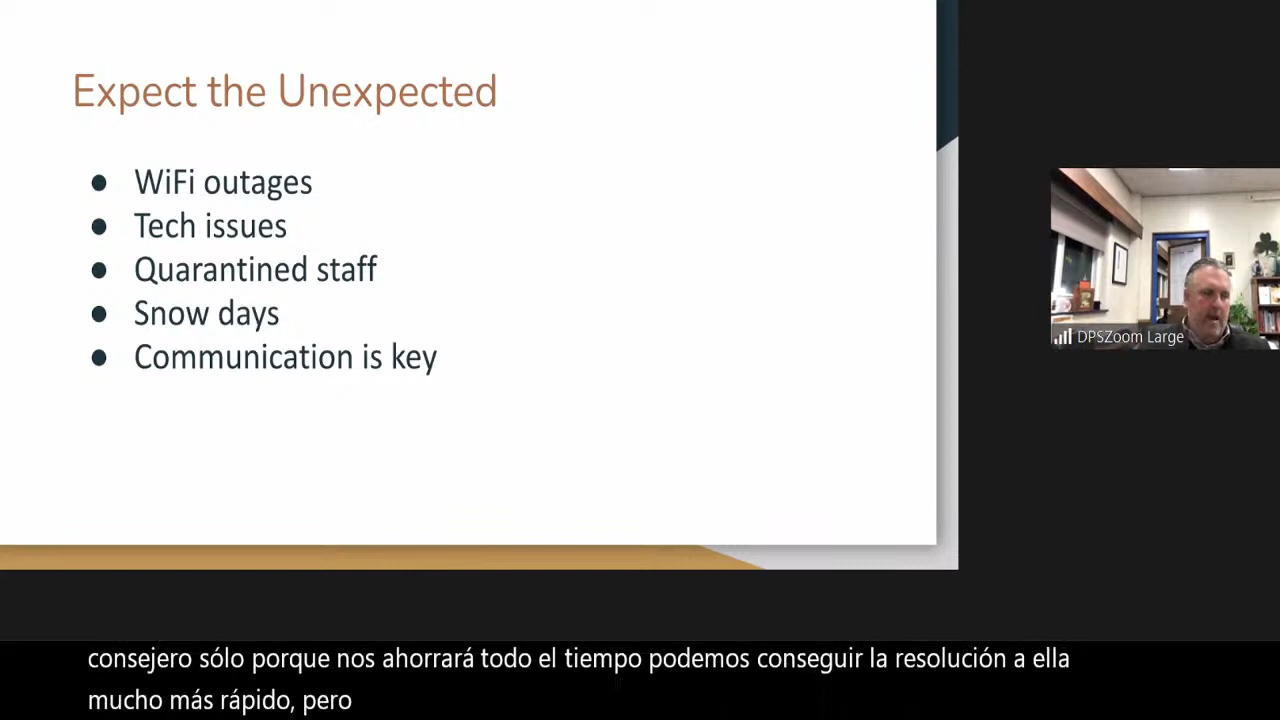 Expect the Unexpected
● WiFi outages
● Tech issues
● Quarantined staff
● Snow days
● Communication is key
DPSZoom Large
consejero sólo porque nos ahorrará todo el tiempo podemos conseguir la resolución a ella
mucho más rápido, pero